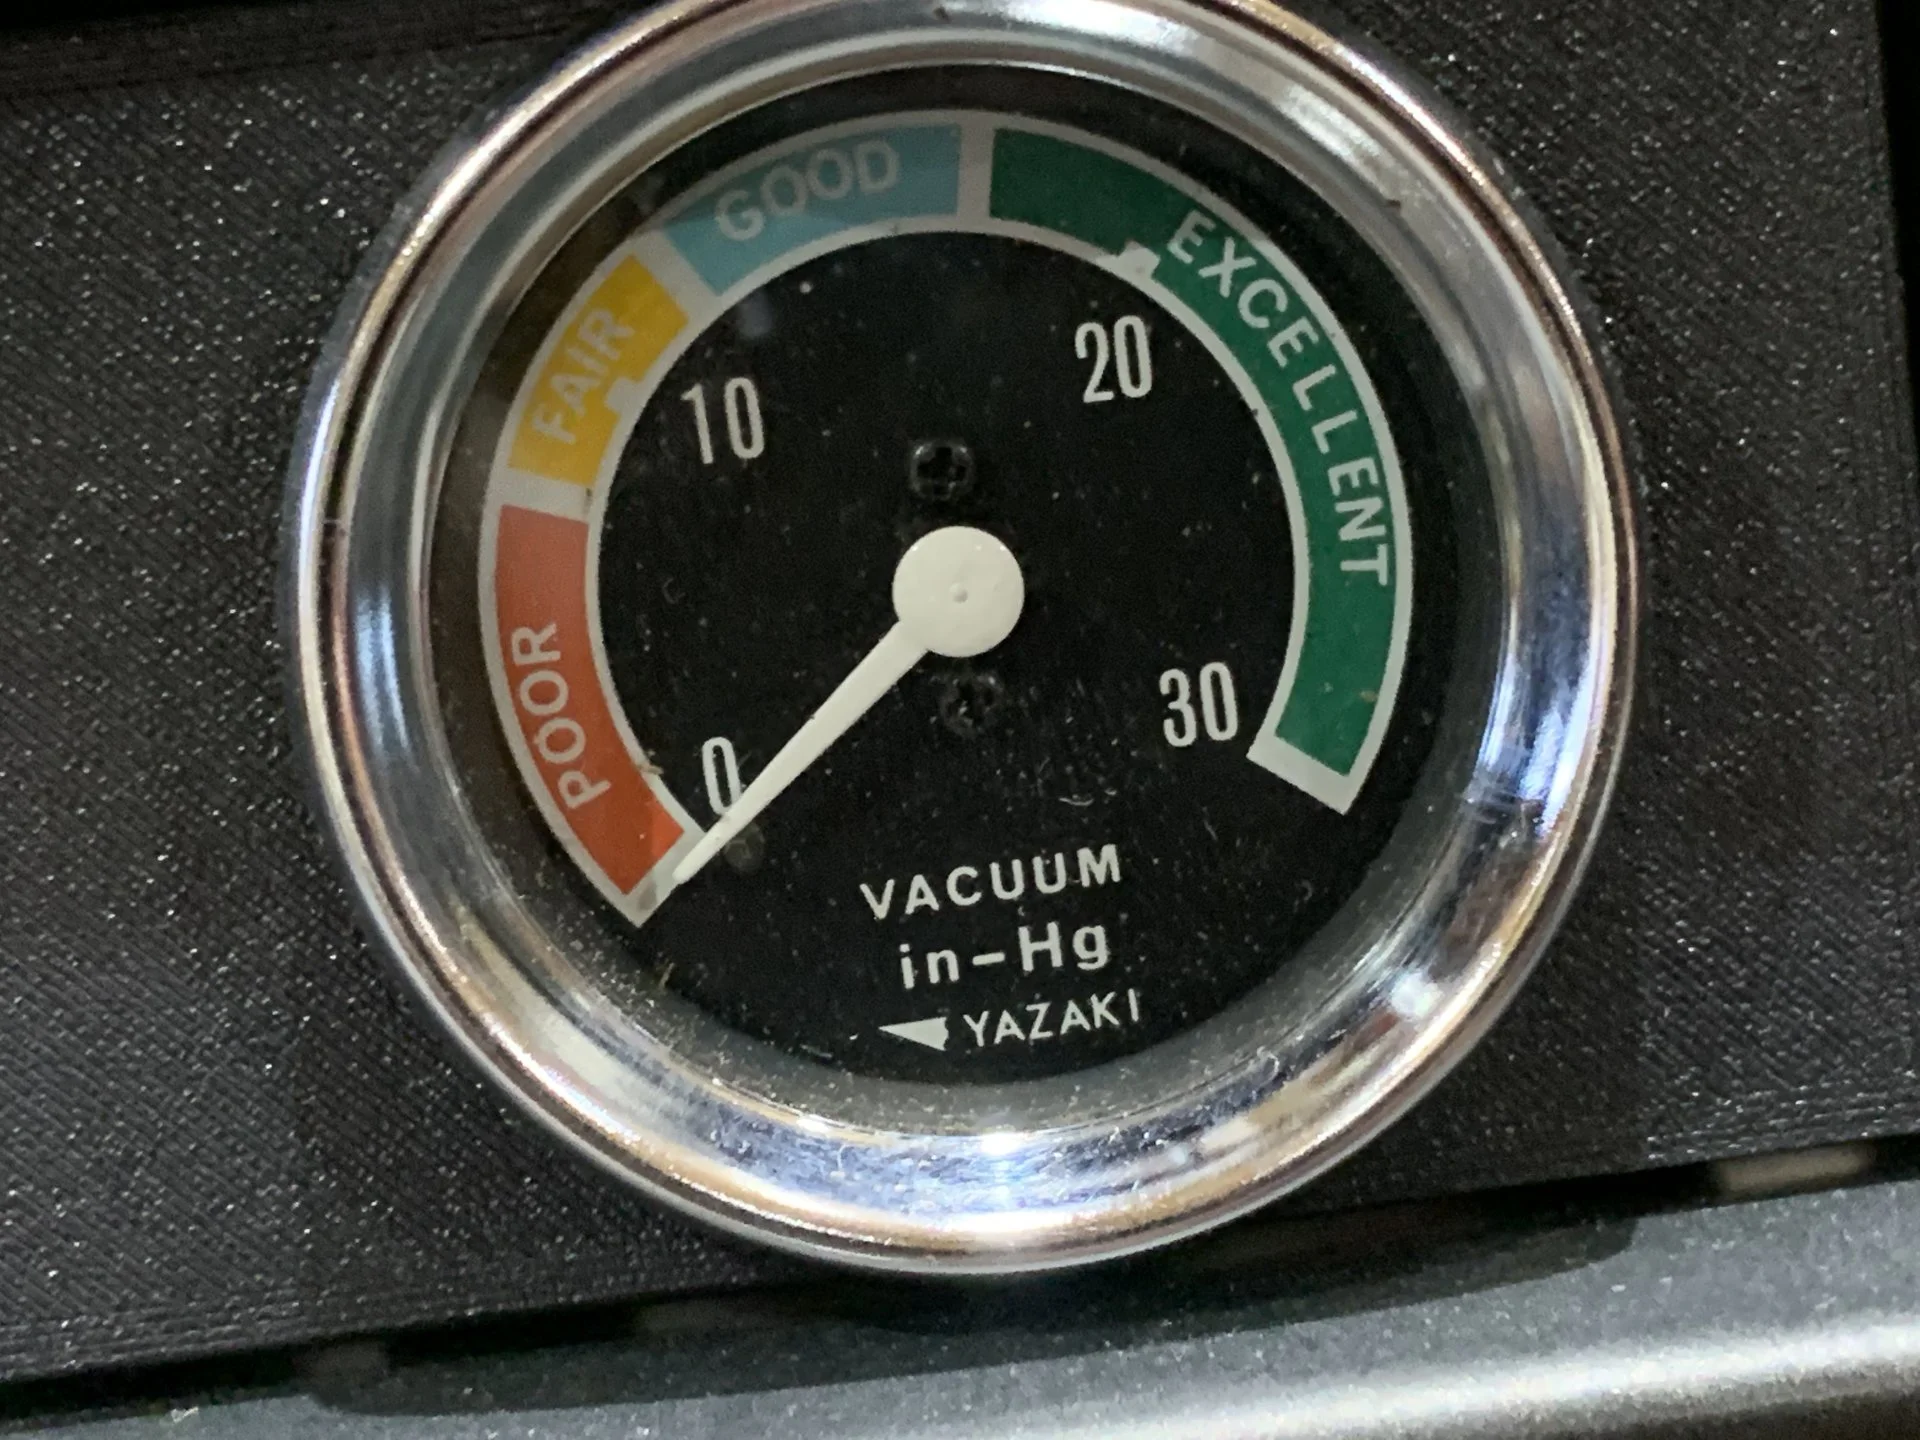 GOOD
EXCELLENT
FAIR
20
10
POOR
30
0
VACUUM
in-Hg
YAZAKI